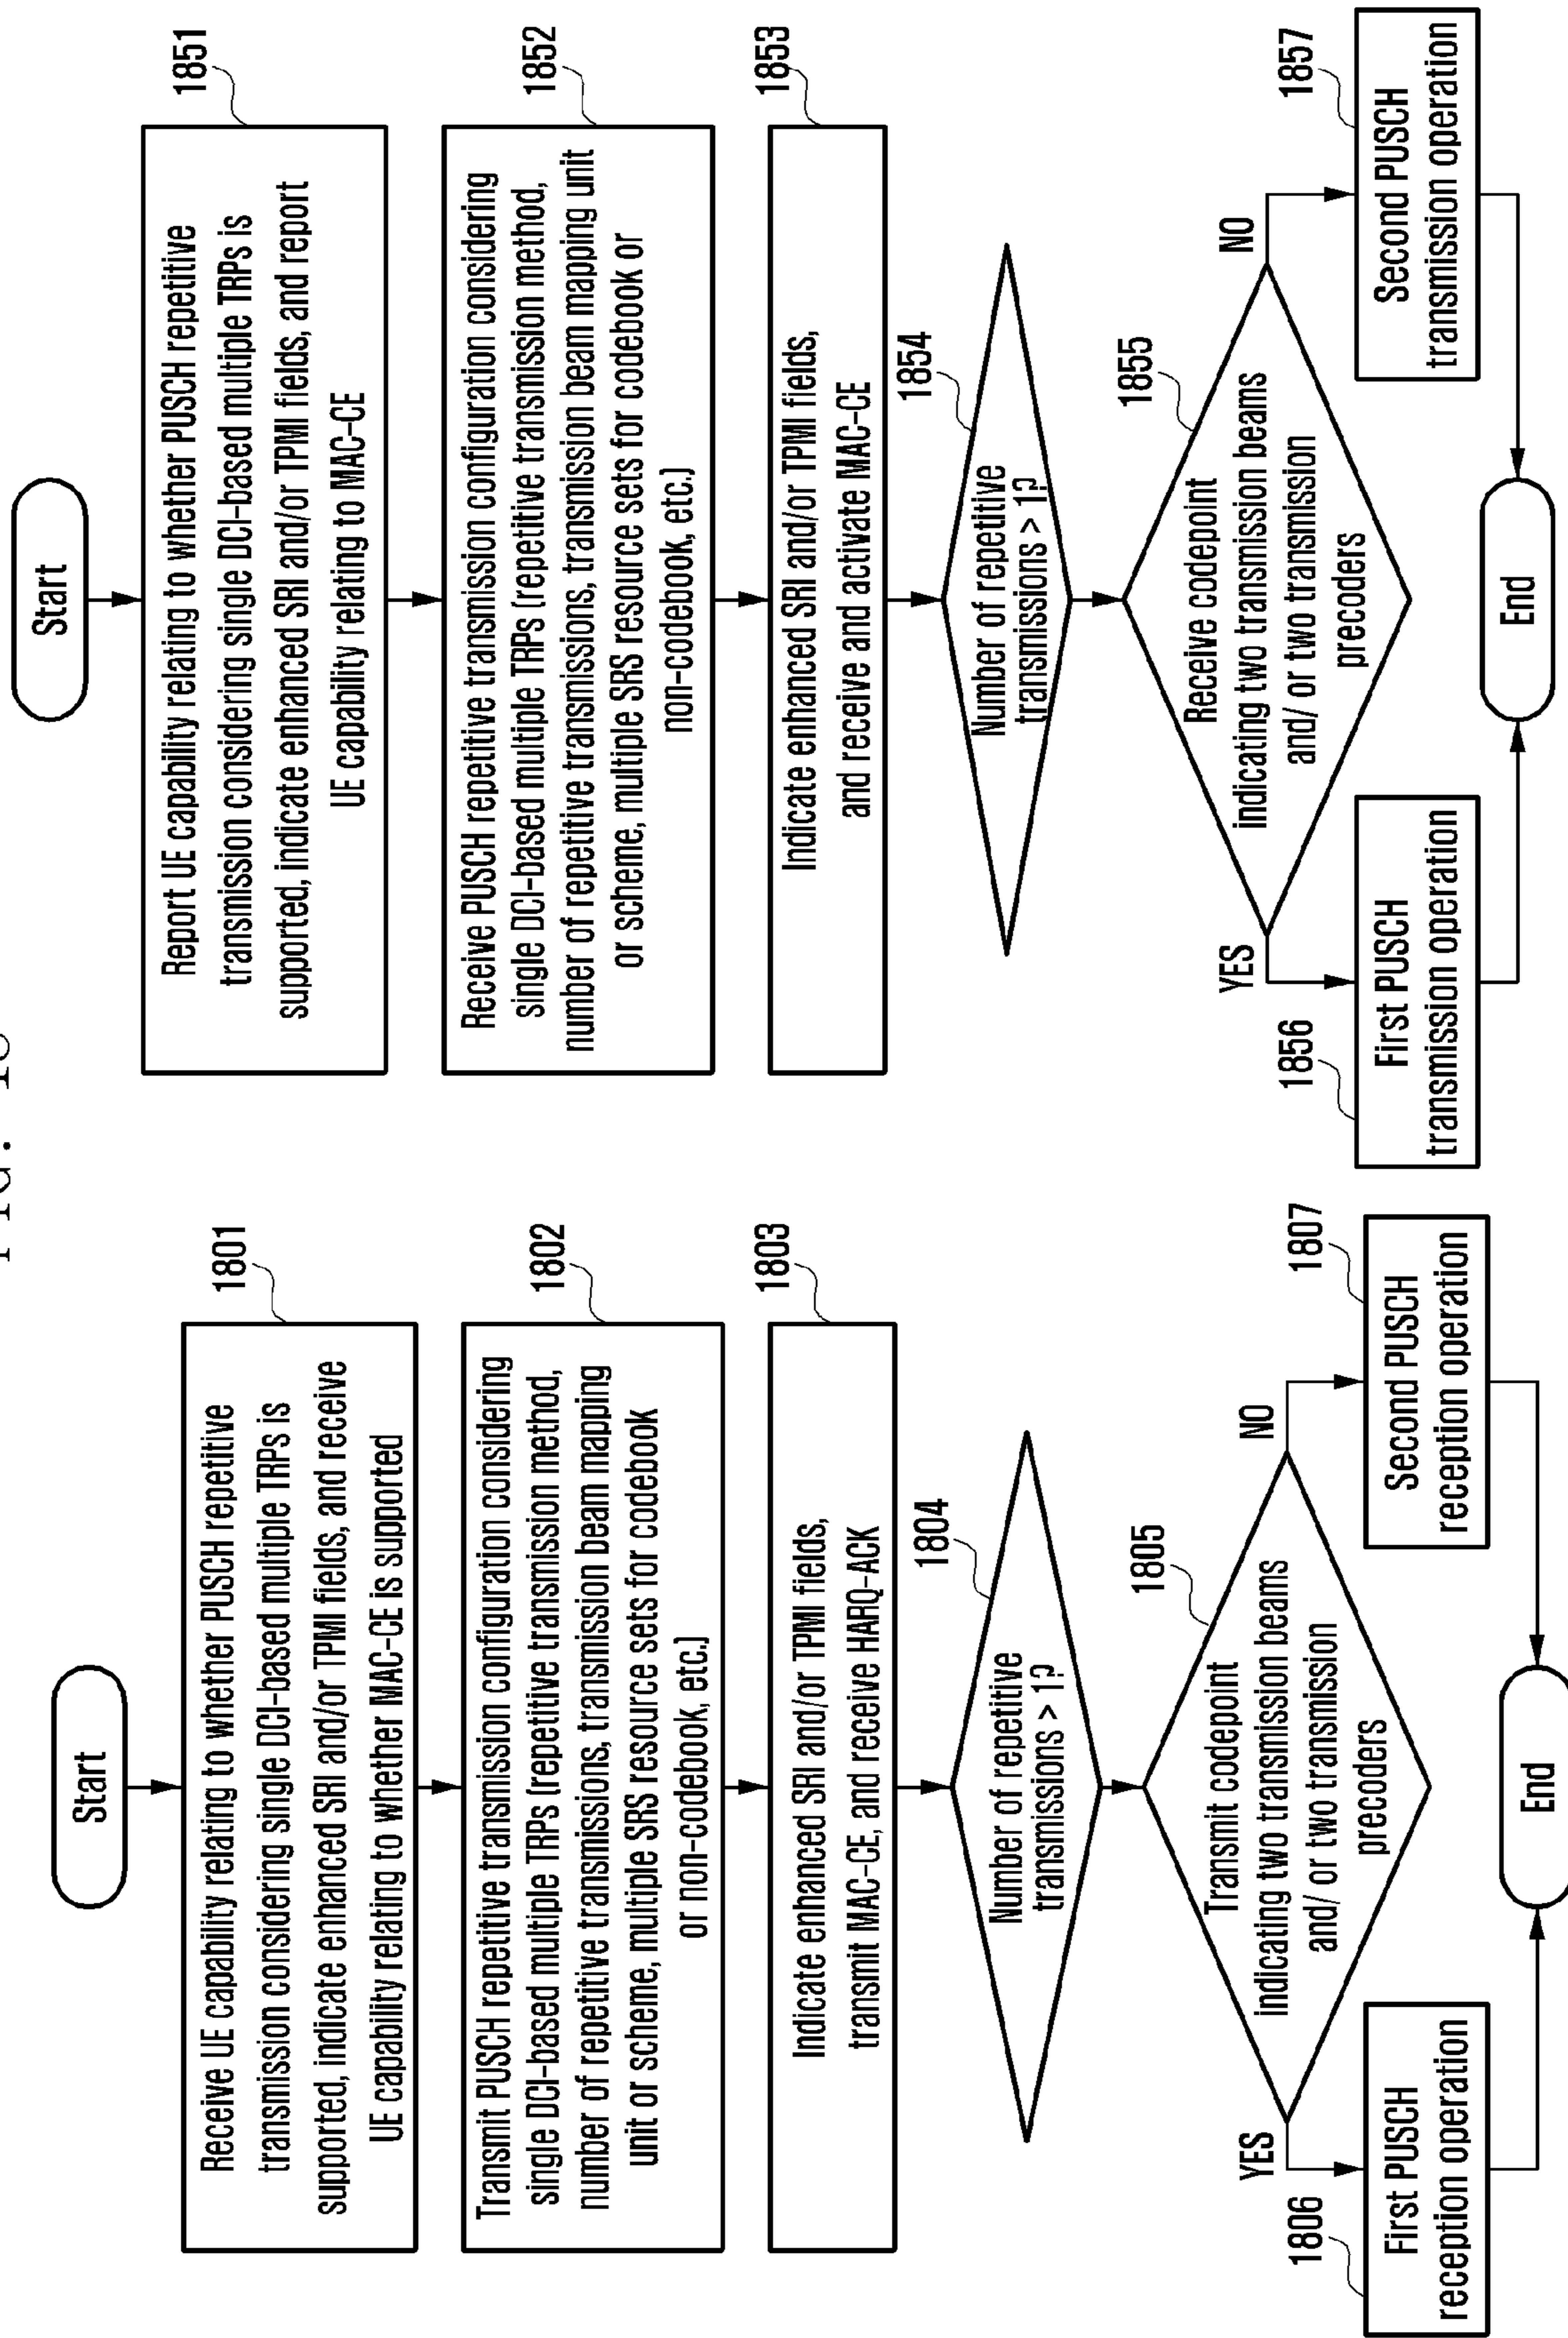 FIG. 18
Start
Receive UE capability relating to whether PUSCH repetitive
transmission considering single DCI-based multiple TRPs is
supported, indicate enhanced SRI and/or TPMI fields, and receive
UE capability relating to whether MAC-CE is supported
1801
Transmit PUSCH repetitive transmission configuration considering
single DCI-based multiple TRPs (repetitive transmission method,
number of repetitive transmissions, transmission beam mapping
unit or scheme, multiple SRS resource sets for codebook
or non-codebook, etc.)
1802
Indicate enhanced SRI and/or TPMI fields,
transmit MAC-CE, and receive HARQ-ACK
1803
Number of repetitive
transmissions > 1?
1804
Transmit codepoint
indicating two transmission beams
and/ or two transmission
precoders
1805
YES
NO
1806
First PUSCH
reception operation
1807
Second PUSCH
reception operation
End
Start
Report UE capability relating to whether PUSCH repetitive
transmission considering single DCI-based multiple TRPs is
supported, indicate enhanced SRI and/or TPMI fields, and report
UE capability relating to MAC-CE
1851
Receive PUSCH repetitive transmission configuration considering
single DCI-based multiple TRPs (repetitive transmission method,
number of repetitive transmissions, transmission beam mapping unit
or scheme, multiple SRS resource sets for codebook or
non-codebook, etc.)
1852
Indicate enhanced SRI and/or TPMI fields,
and receive and activate MAC-CE
1853
Number of repetitive
transmissions > 1?
1854
Receive codepoint
indicating two transmission beams
and/ or two transmission
precoders
1855
YES
NO
1856
First PUSCH
transmission operation
1857
Second PUSCH
transmission operation
End